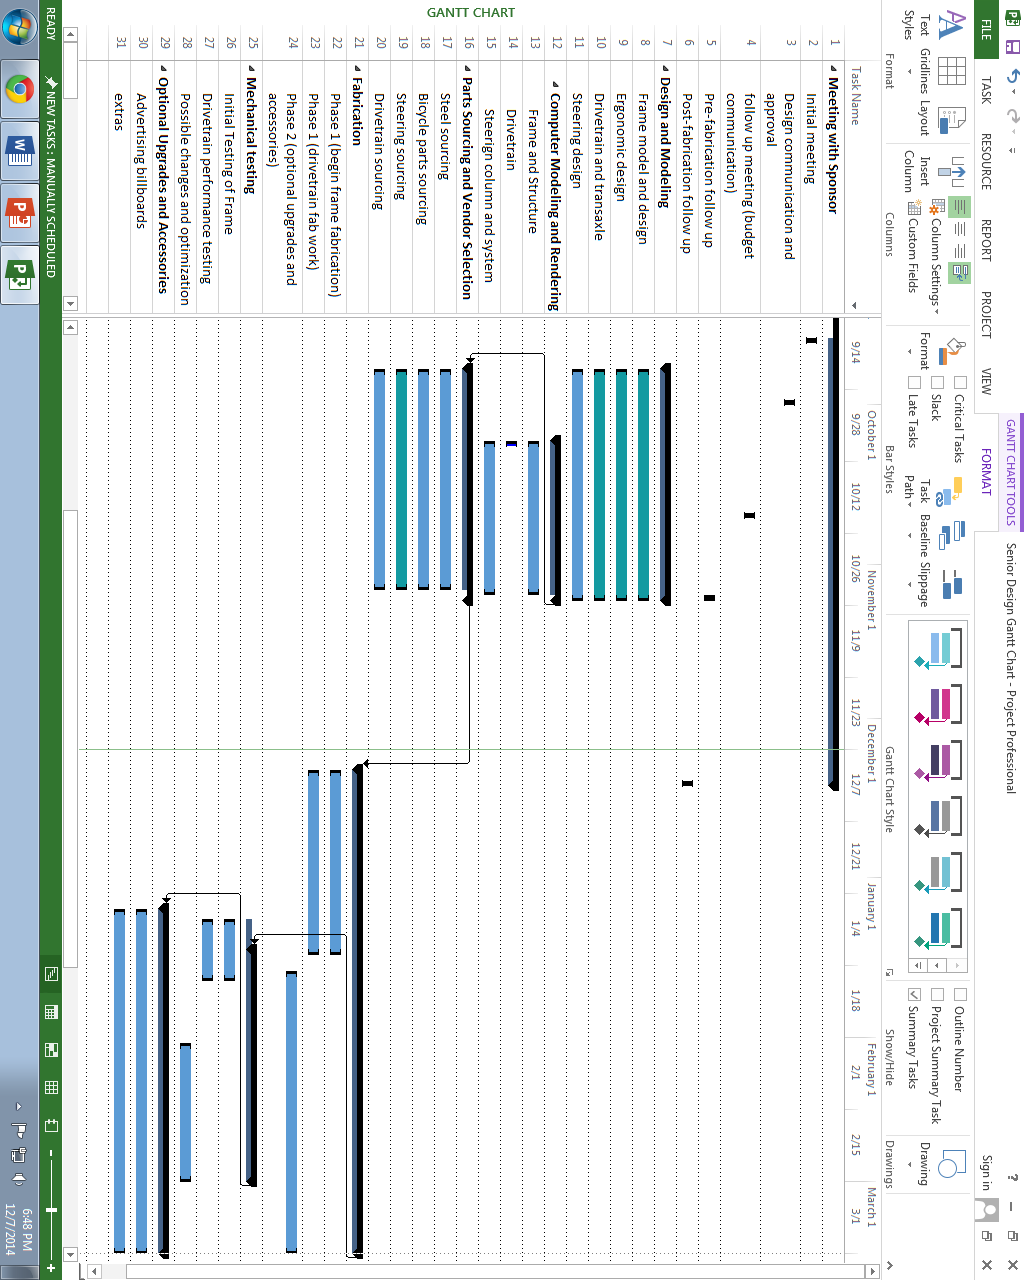 GANTT CHART TOOLS
Senior Design Gantt Chart - Project Professional
FILE
TASK
RESOURCE
REPORT
PROJECT
VIEW
FORMAT
Sign in
Text Styles
Gridlines
Layout
Format
Insert Column
Column Settings
Custom Fields
Columns
Format
Critical Tasks
Slack
Late Tasks
Task Path
Baseline
Slippage
Bar Styles
Gantt Chart Style
Outline Number
Project Summary Task
Summary Tasks
Show/Hide
Drawing
Drawings
October 1
November 1
December 1
January 1
February 1
March 1
Task Name
9/14
9/28
10/12
10/26
11/9
11/23
12/7
12/21
1/4
1/18
2/1
2/15
3/1
1 Meeting with Sponsor
2 Initial meeting
3 Design communication and
approval
4 follow up meeting (budget
communication)
5 Pre-fabrication follow up
6 Post-fabrication follow up
7 Design and Modeling
8 Frame model and design
9 Ergonomic design
10 Drivetrain and transaxle
11 Steering design
12 Computer Modeling and Rendering
13 Frame and Structure
14 Drivetrain
15 Steerign column and system
16 Parts Sourcing and Vendor Selection
17 Steel sourcing
18 Bicycle parts sourcing
19 Steering sourcing
20 Drivetrain sourcing
21 Fabrication
22 Phase 1 (begin frame fabrication)
23 Phase 1 (drivetrain fab work)
24 Phase 2 (optional upgrades and
accessories)
25 Mechanical testing
26 Initial Testing of Frame
27 Drivetrain performance testing
28 Possible changes and optimization
29 Optional Upgrades and Accessories
30 Advertising billboards
31 extras
GANTT CHART
READY
NEW TASKS : MANUALLY SCHEDULED
6:48 PM
12/7/2014